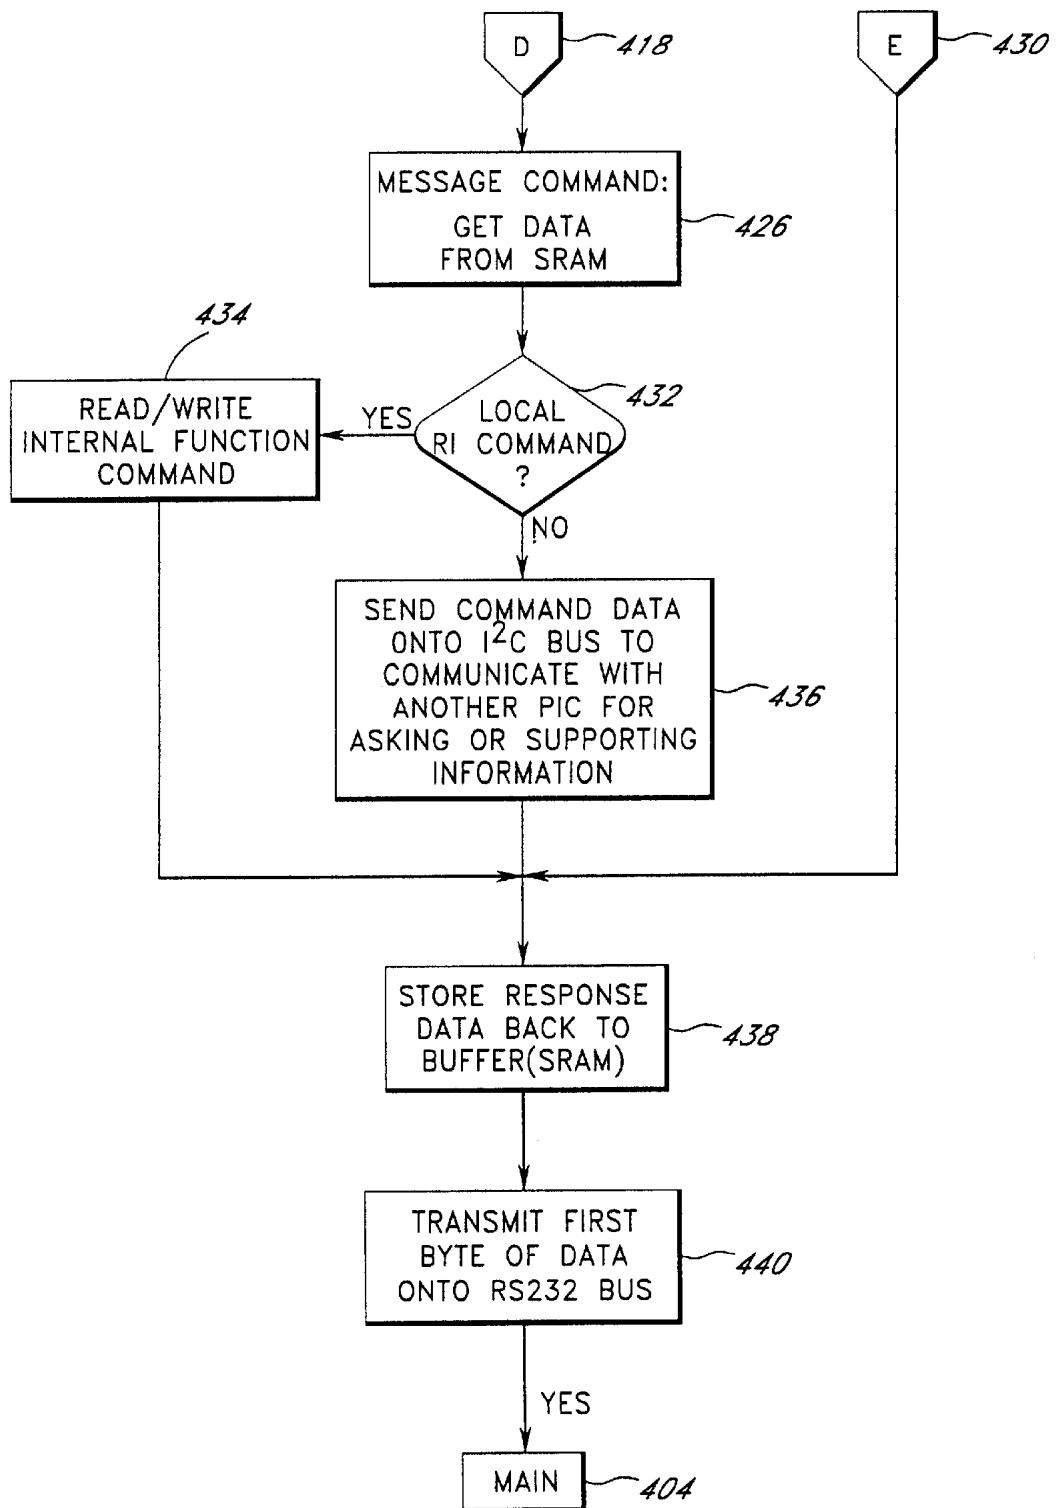 D
418
E
430
MESSAGE COMMAND:
GET DATA
FROM SRAM
426
434
READ/WRITE
INTERNAL FUNCTION
COMMAND
YES
LOCAL
RI COMMAND
?
432
NO
SEND COMMAND DATA
ONTO I²C BUS TO
COMMUNICATE WITH
ANOTHER PIC FOR
ASKING OR SUPPORTING
INFORMATION
436
STORE RESPONSE
DATA BACK TO
BUFFER(SRAM)
438
TRANSMIT FIRST
BYTE OF DATA
ONTO RS232 BUS
440
YES
MAIN
404